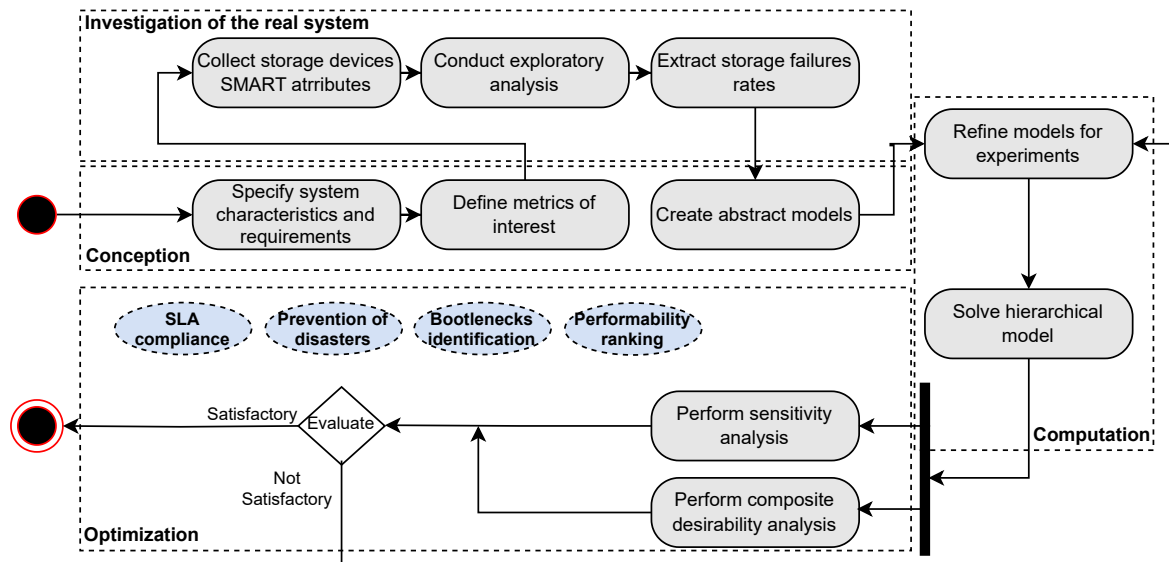 Investigation of the real system
Collect storage devices
SMART atrributes
Conduct exploratory
analysis
Extract storage failures
rates
Refine models for
experiments
Specify system
characteristics and
requirements
Define metrics of
interest
Create abstract models
Conception
SLA
compliance
Prevention of
disasters
Bootlenecks
identification
Performability
ranking
Solve hierarchical
model
Satisfactory
Evaluate
Perform sensitivity
analysis
Computation
Not
Satisfactory
Perform composite
desirability analysis
Optimization